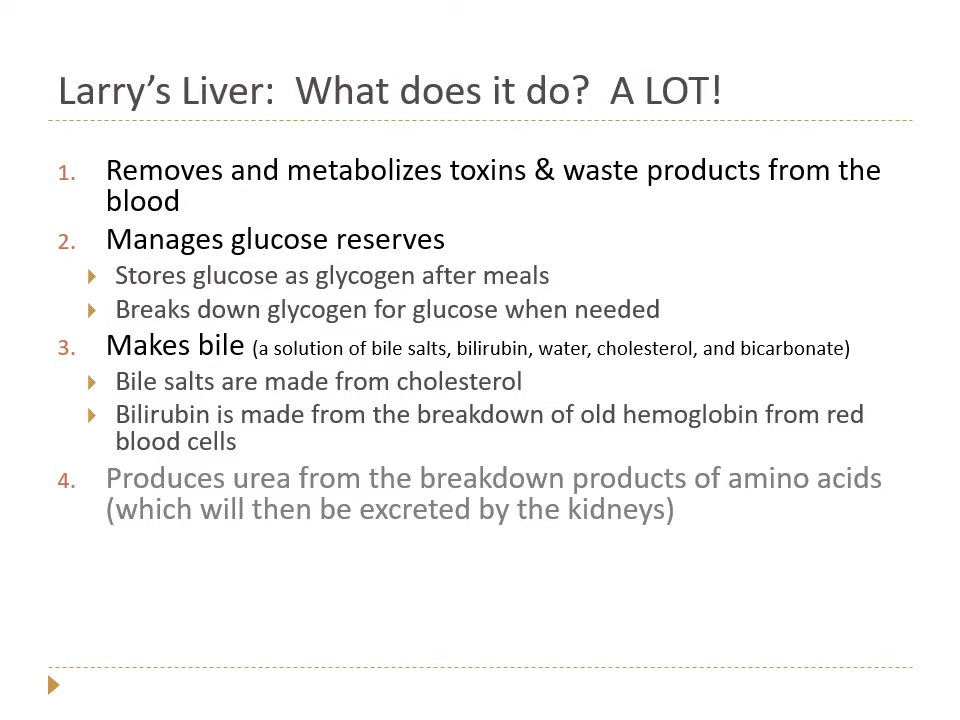 Larry’s Liver:  What does it do?  A LOT!
1. Removes and metabolizes toxins & waste products from the
blood
2. Manages glucose reserves
Stores glucose as glycogen after meals
Breaks down glycogen for glucose when needed
3. Makes bile (a solution of bile salts, bilirubin, water, cholesterol, and bicarbonate)
Bile salts are made from cholesterol
Bilirubin is made from the breakdown of old hemoglobin from red
blood cells
4. Produces urea from the breakdown products of amino acids
(which will then be excreted by the kidneys)